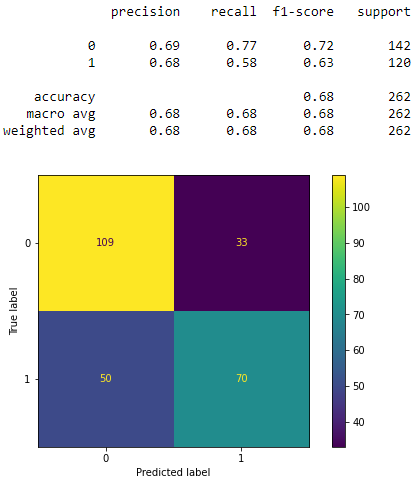 precision recall f1-score support
0 0.69 0.77 0.72 142
1 0.68 0.58 0.63 120
accuracy 0.68 262
macro avg 0.68 0.68 0.68 262
weighted avg 0.68 0.68 0.68 262
100
90
80
70
60
50
40
True label
0
109 33
1
50 70
0 1
Predicted label